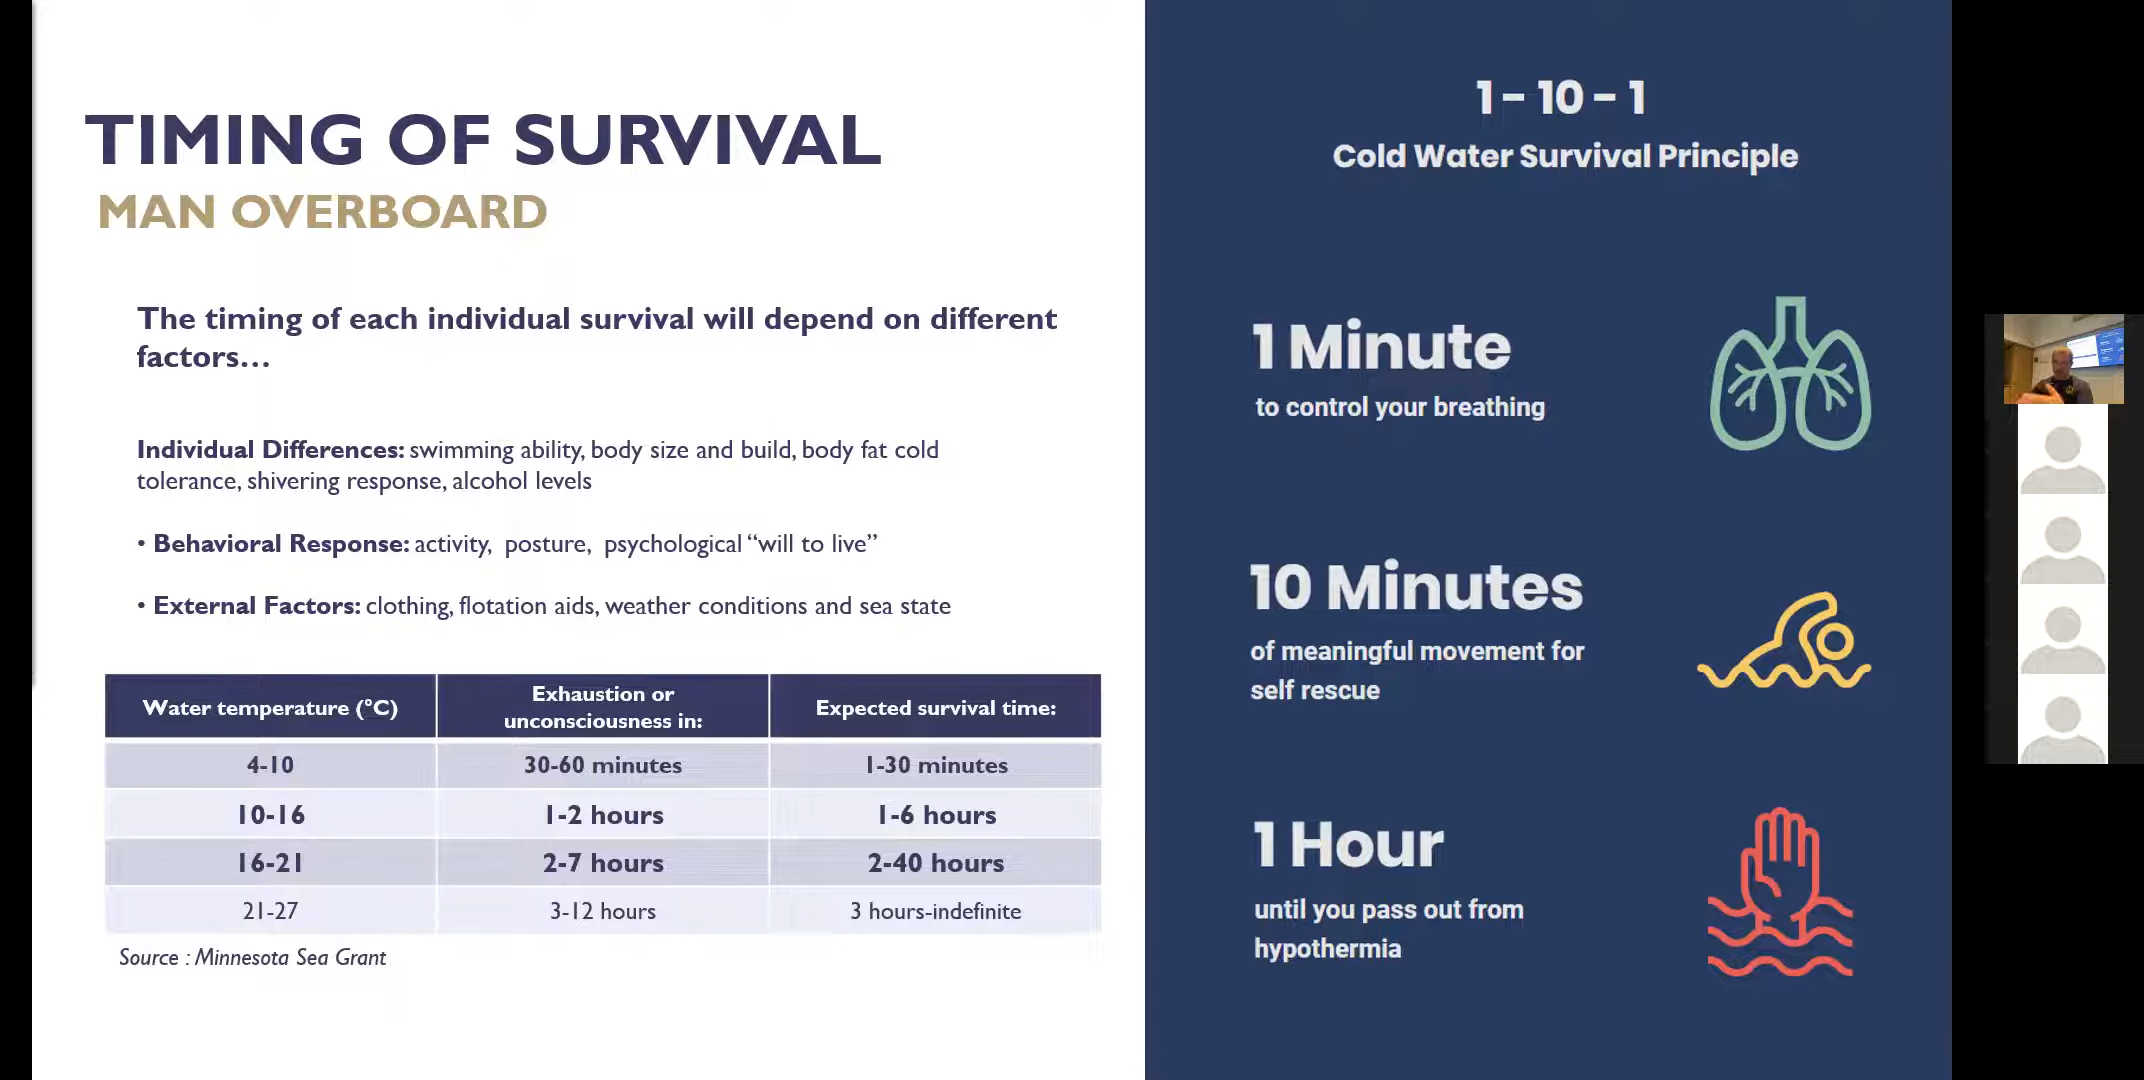 TIMING OF SURVIVAL
MAN OVERBOARD
The timing of each individual survival will depend on different
factors…
Individual Differences: swimming ability, body size and build, body fat cold
tolerance, shivering response, alcohol levels
• Behavioral Response: activity, posture, psychological “will to live”
• External Factors: clothing, flotation aids, weather conditions and sea state
Water temperature (°C) Exhaustion or unconsciousness in: Expected survival time:
4-10 30-60 minutes 1-30 minutes
10-16 1-2 hours 1-6 hours
16-21 2-7 hours 2-40 hours
21-27 3-12 hours 3 hours-indefinite
Source : Minnesota Sea Grant
1 – 10 – 1
Cold Water Survival Principle
1 Minute
to control your breathing
10 Minutes
of meaningful movement for
self rescue
1 Hour
until you pass out from
hypothermia